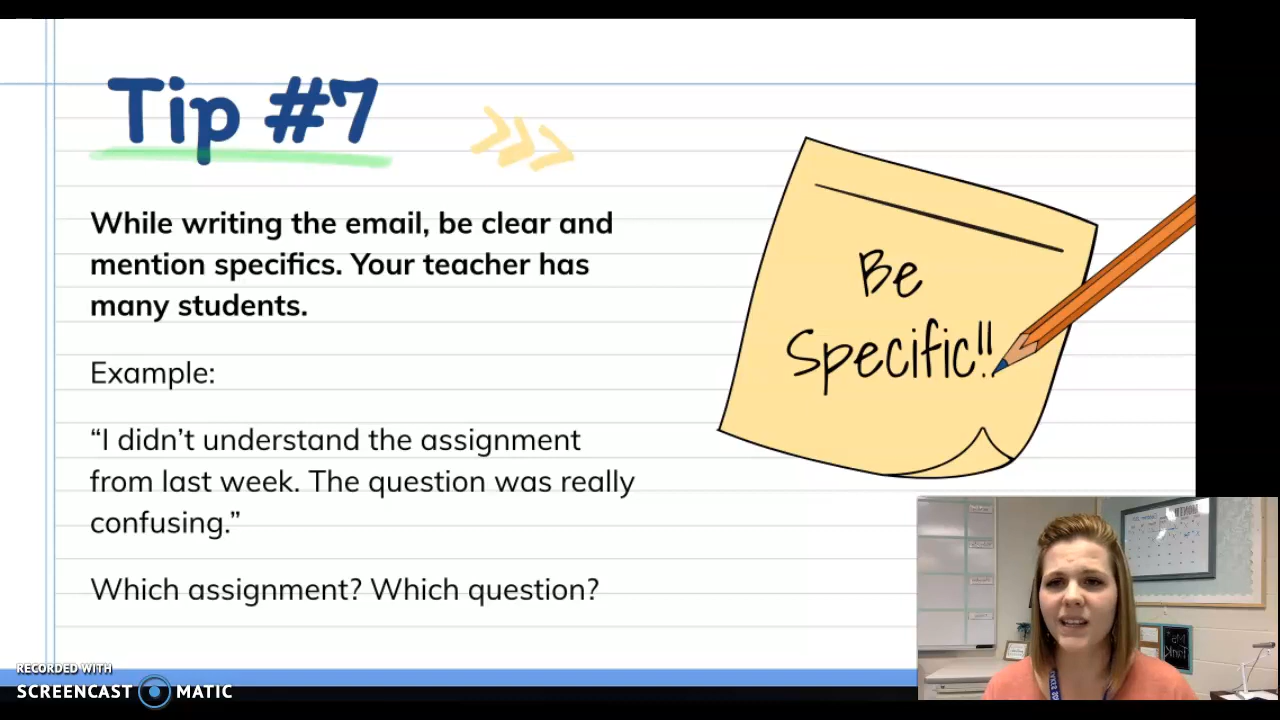 Tip #7
While writing the email, be clear and
mention specifics. Your teacher has
many students.
Example:
“I didn’t understand the assignment
from last week. The question was really
confusing.”
Which assignment? Which question?
Be
Specific!!
RECORDED WITH
SCREENCAST MATIC